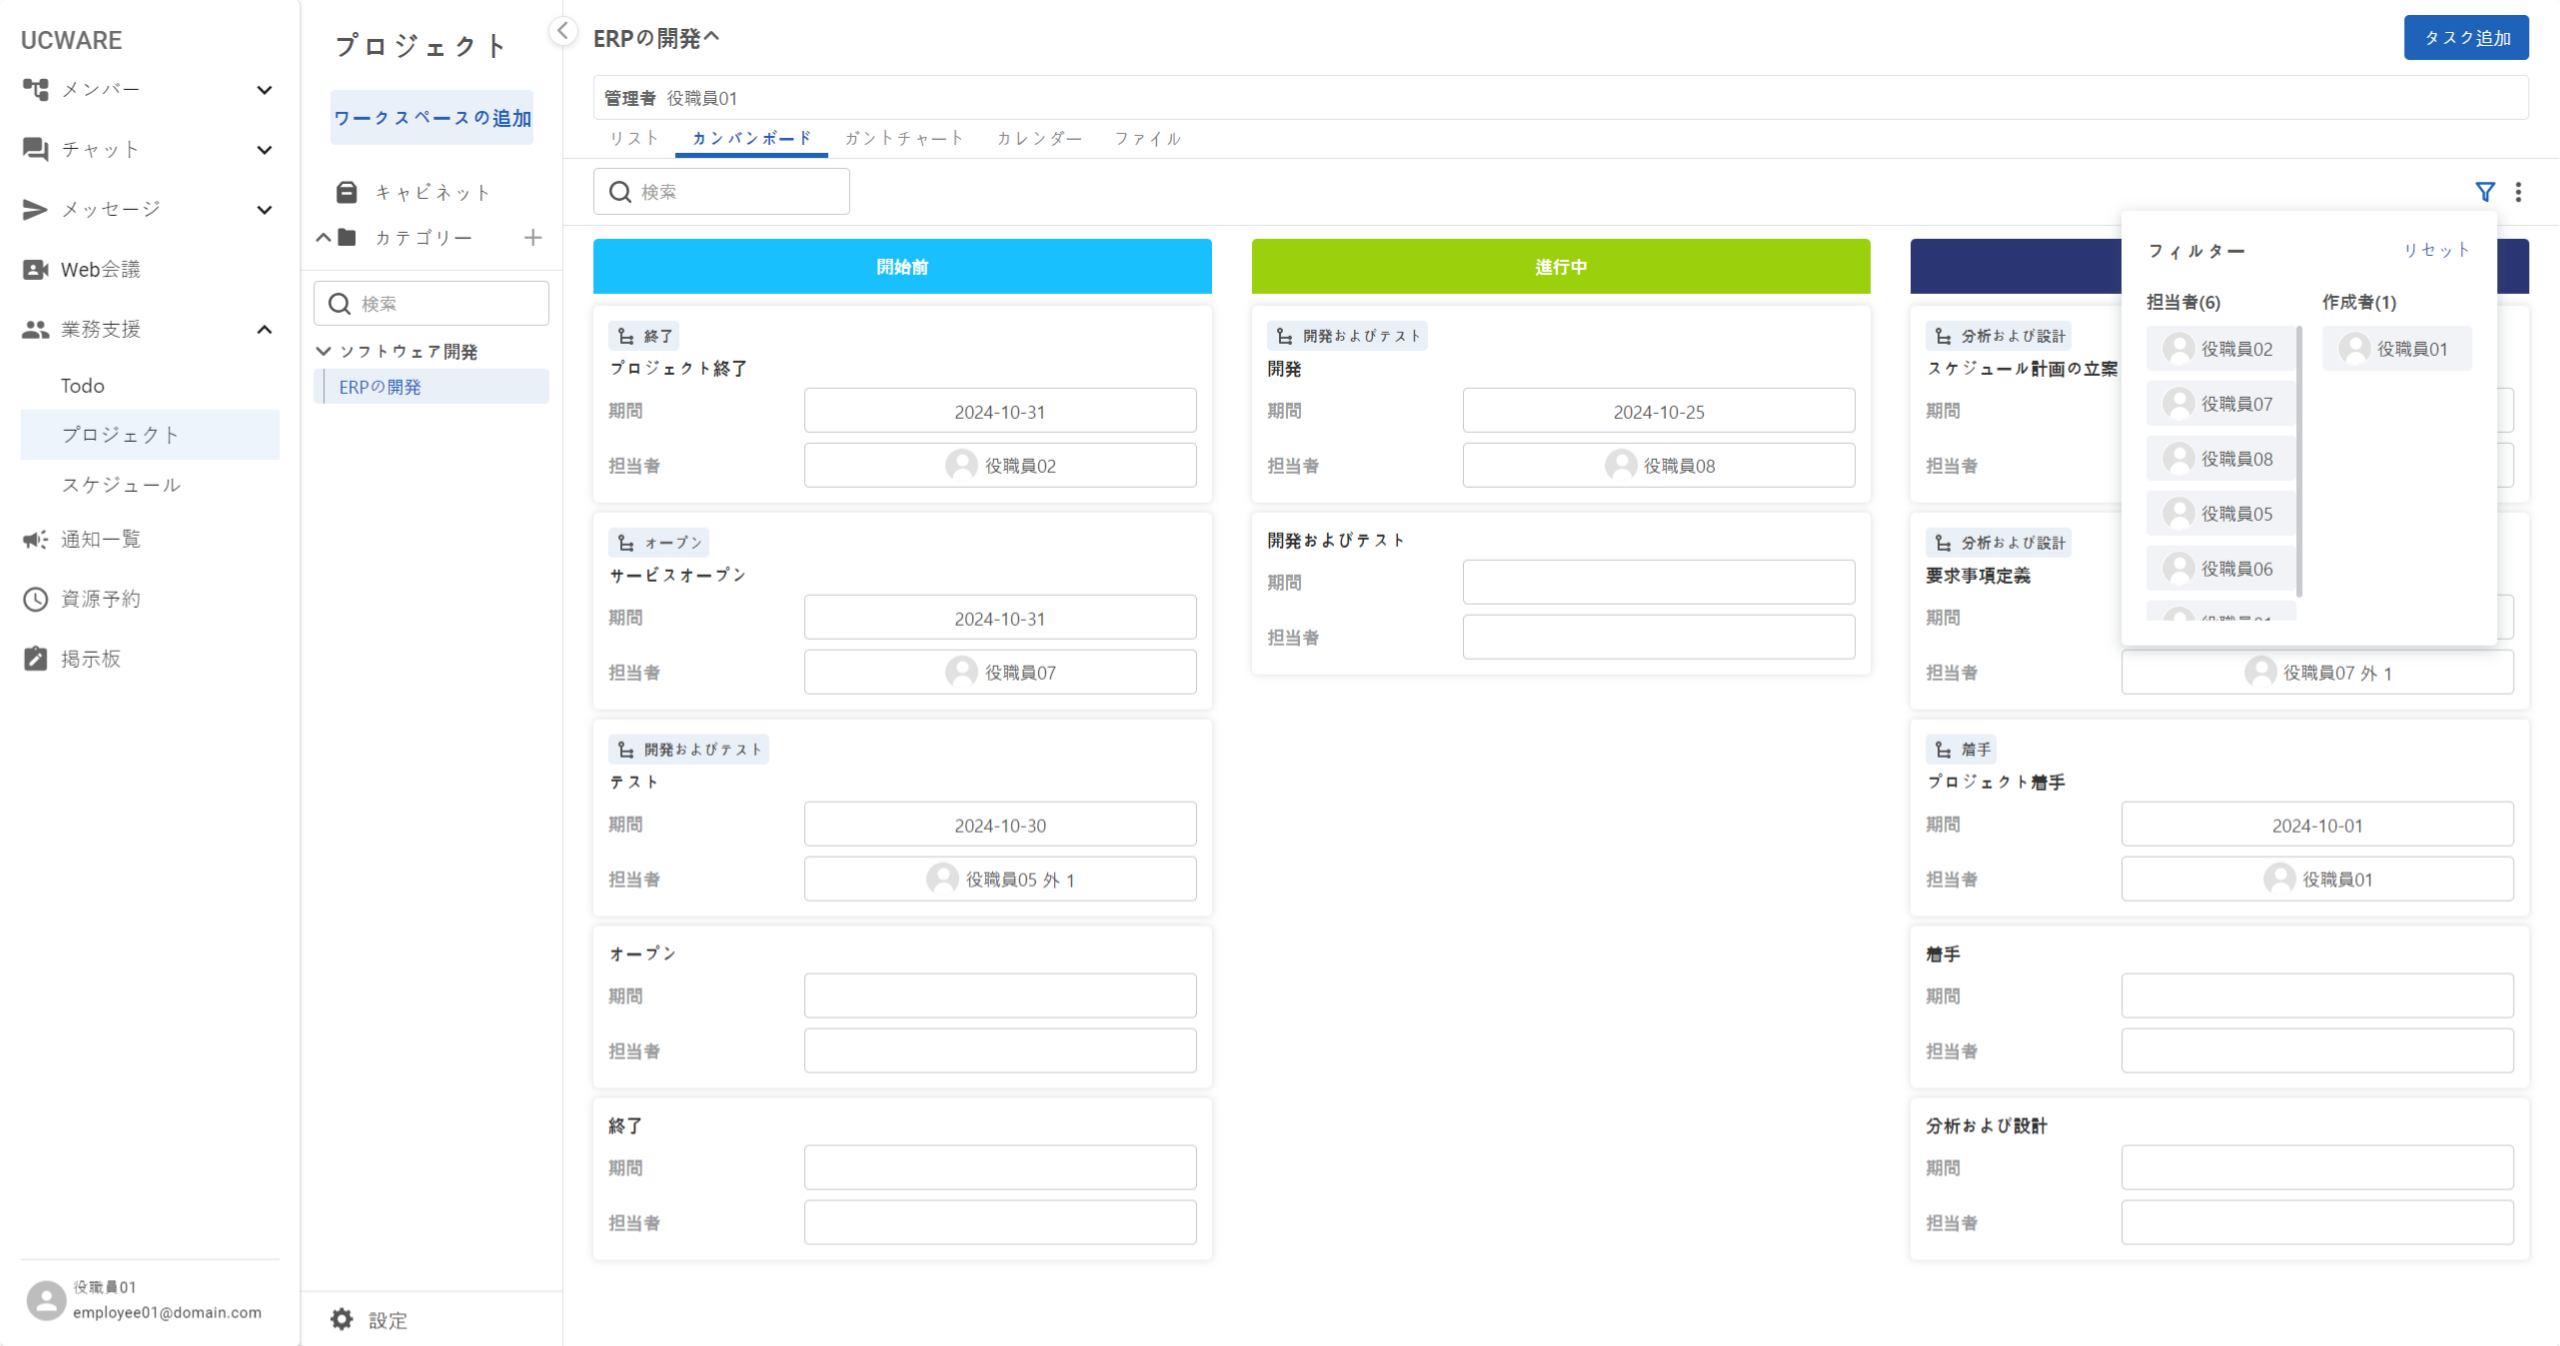 UCWARE
メンバー
チャット
メッセージ
Web会議
業務支援
Todo
プロジェクト
スケジュール
通知一覧
資源予約
掲示板
役職員01
employee01@domain.com
プロジェクト
ワークスペースの追加
キャビネット
カテゴリー
検索
ソフトウェア開発
ERPの開発
設定
ERPの開発
タスク追加
管理者 役職員01
リスト カンバンボード ガントチャート カレンダー ファイル
検索
開始前
終了
プロジェクト終了
期間 2024-10-31
担当者 役職員02
オープン
サービスオープン
期間 2024-10-31
担当者 役職員07
開発およびテスト
テスト
期間 2024-10-30
担当者 役職員05 外 1
オープン
期間
担当者
終了
期間
担当者
進行中
開発およびテスト
開発
期間 2024-10-25
担当者 役職員08
開発およびテスト
期間
担当者
分析および設計
スケジュール計画の立案
期間
担当者
分析および設計
要求事項定義
期間
担当者 役職員07 外 1
着手
プロジェクト着手
期間 2024-10-01
担当者 役職員01
着手
期間
担当者
分析および設計
期間
担当者
フィルター リセット
担当者(6) 作成者(1)
役職員02 役職員01
役職員07
役職員08
役職員05
役職員06